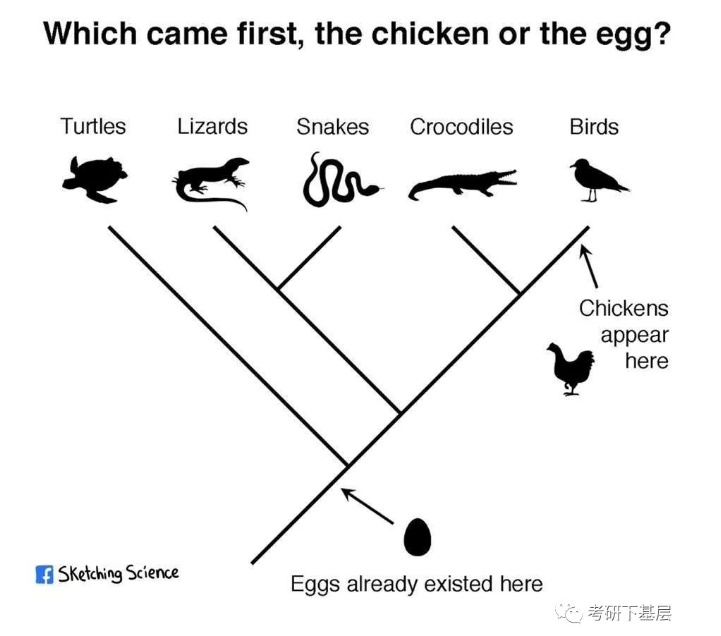 Which came first, the chicken or the egg?
Turtles Lizards Snakes Crocodiles Birds
Chickens
appear
here
Sketching Science
Eggs already existed here
考研下基层